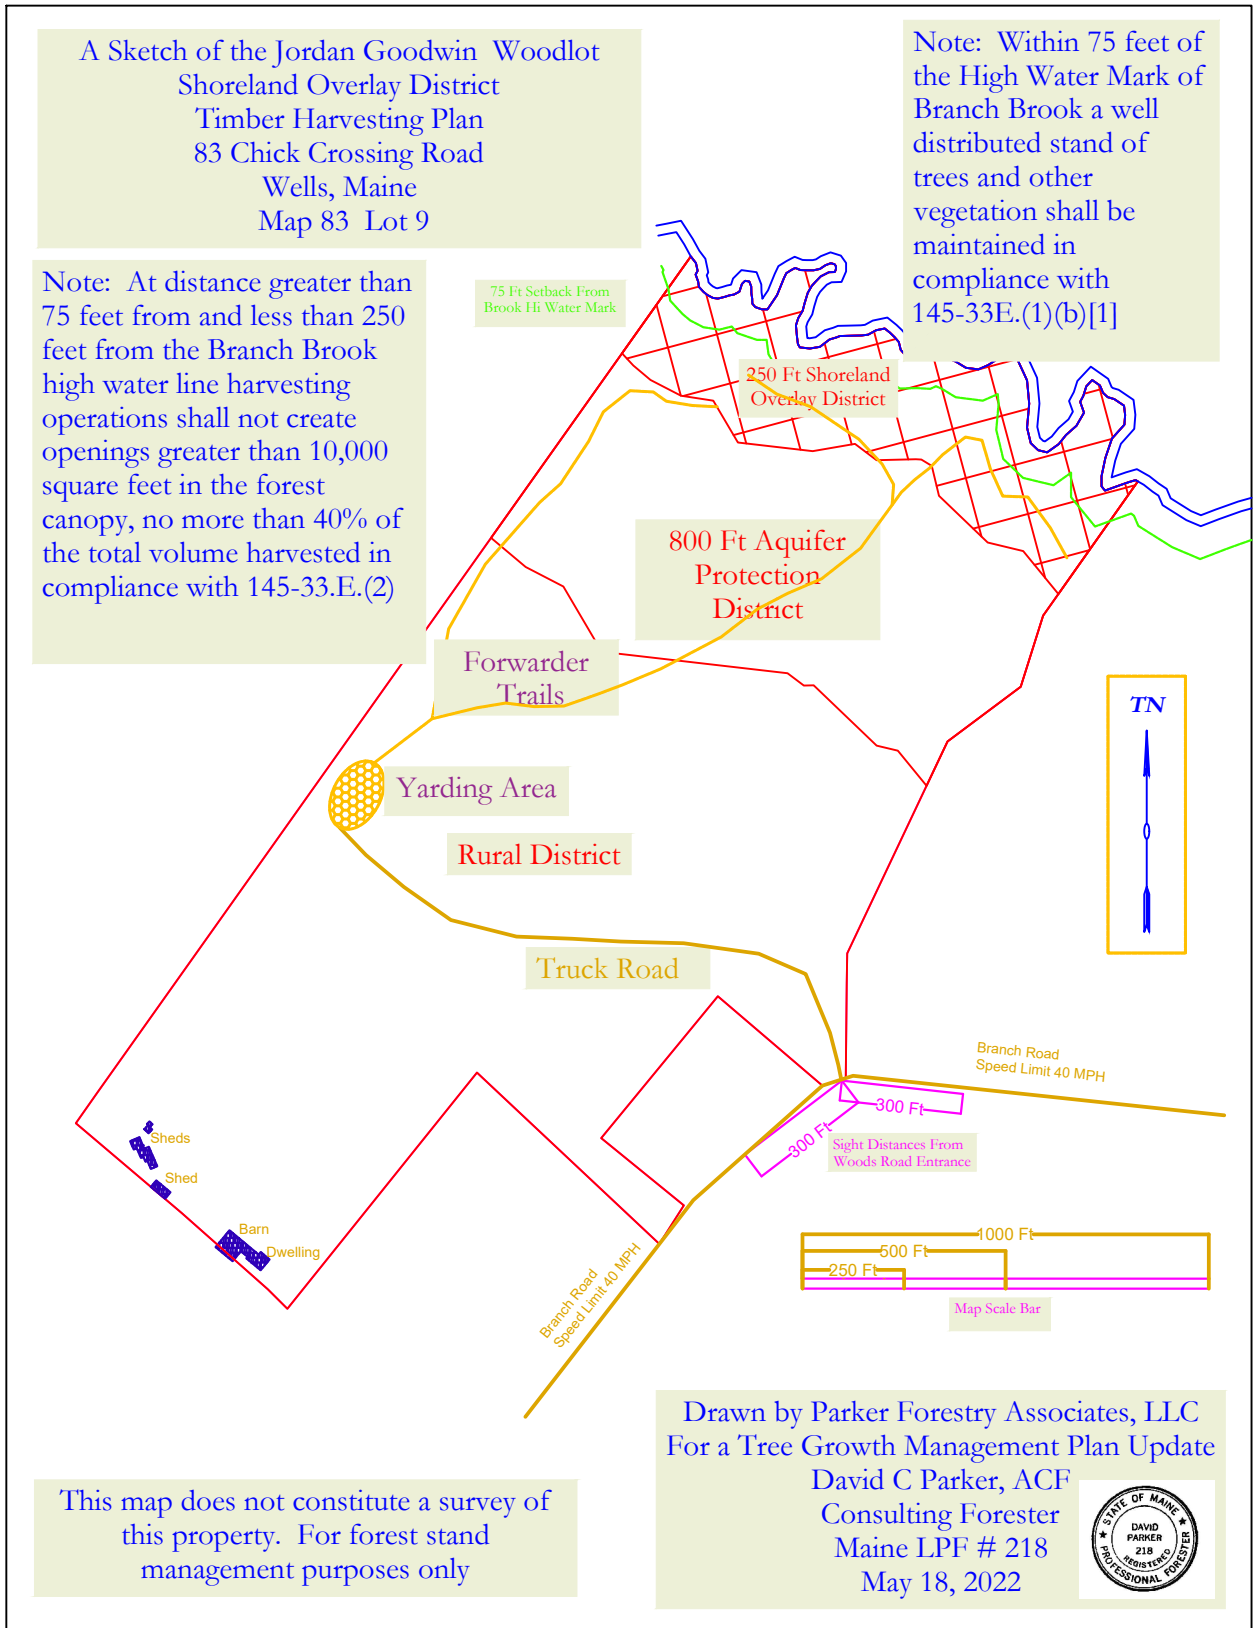 A Sketch of the Jordan Goodwin Woodlot
Shoreland Overlay District
Timber Harvesting Plan
83 Chick Crossing Road
Wells, Maine
Map 83 Lot 9
Note: Within 75 feet of
the High Water Mark of
Branch Brook a well
distributed stand of
trees and other
vegetation shall be
maintained in
compliance with
145-33E.(1)(b)[1]
Note: At distance greater than
75 feet from and less than 250
feet from the Branch Brook
high water line harvesting
operations shall not create
openings greater than 10,000
square feet in the forest
canopy, no more than 40% of
the total volume harvested in
compliance with 145-33.E.(2)
75 Ft Setback From
Brook Hi Water Mark
250 Ft Shoreland
Overlay District
800 Ft Aquifer
Protection
District
Forwarder
Trails
TN
Yarding Area
Rural District
Truck Road
Branch Road
Speed Limit 40 MPH
300 Ft
300 Ft
Sight Distances From
Woods Road Entrance
Sheds
Shed
Barn
Dwelling
Branch Road
Speed Limit 40 MPH
1000 Ft
500 Ft
250 Ft
Map Scale Bar
Drawn by Parker Forestry Associates, LLC
For a Tree Growth Management Plan Update
David C Parker, ACF
Consulting Forester
Maine LPF # 218
May 18, 2022
STATE OF MAINE
DAVID
PARKER
218
REGISTERED
PROFESSIONAL FORESTER
This map does not constitute a survey of
this property. For forest stand
management purposes only